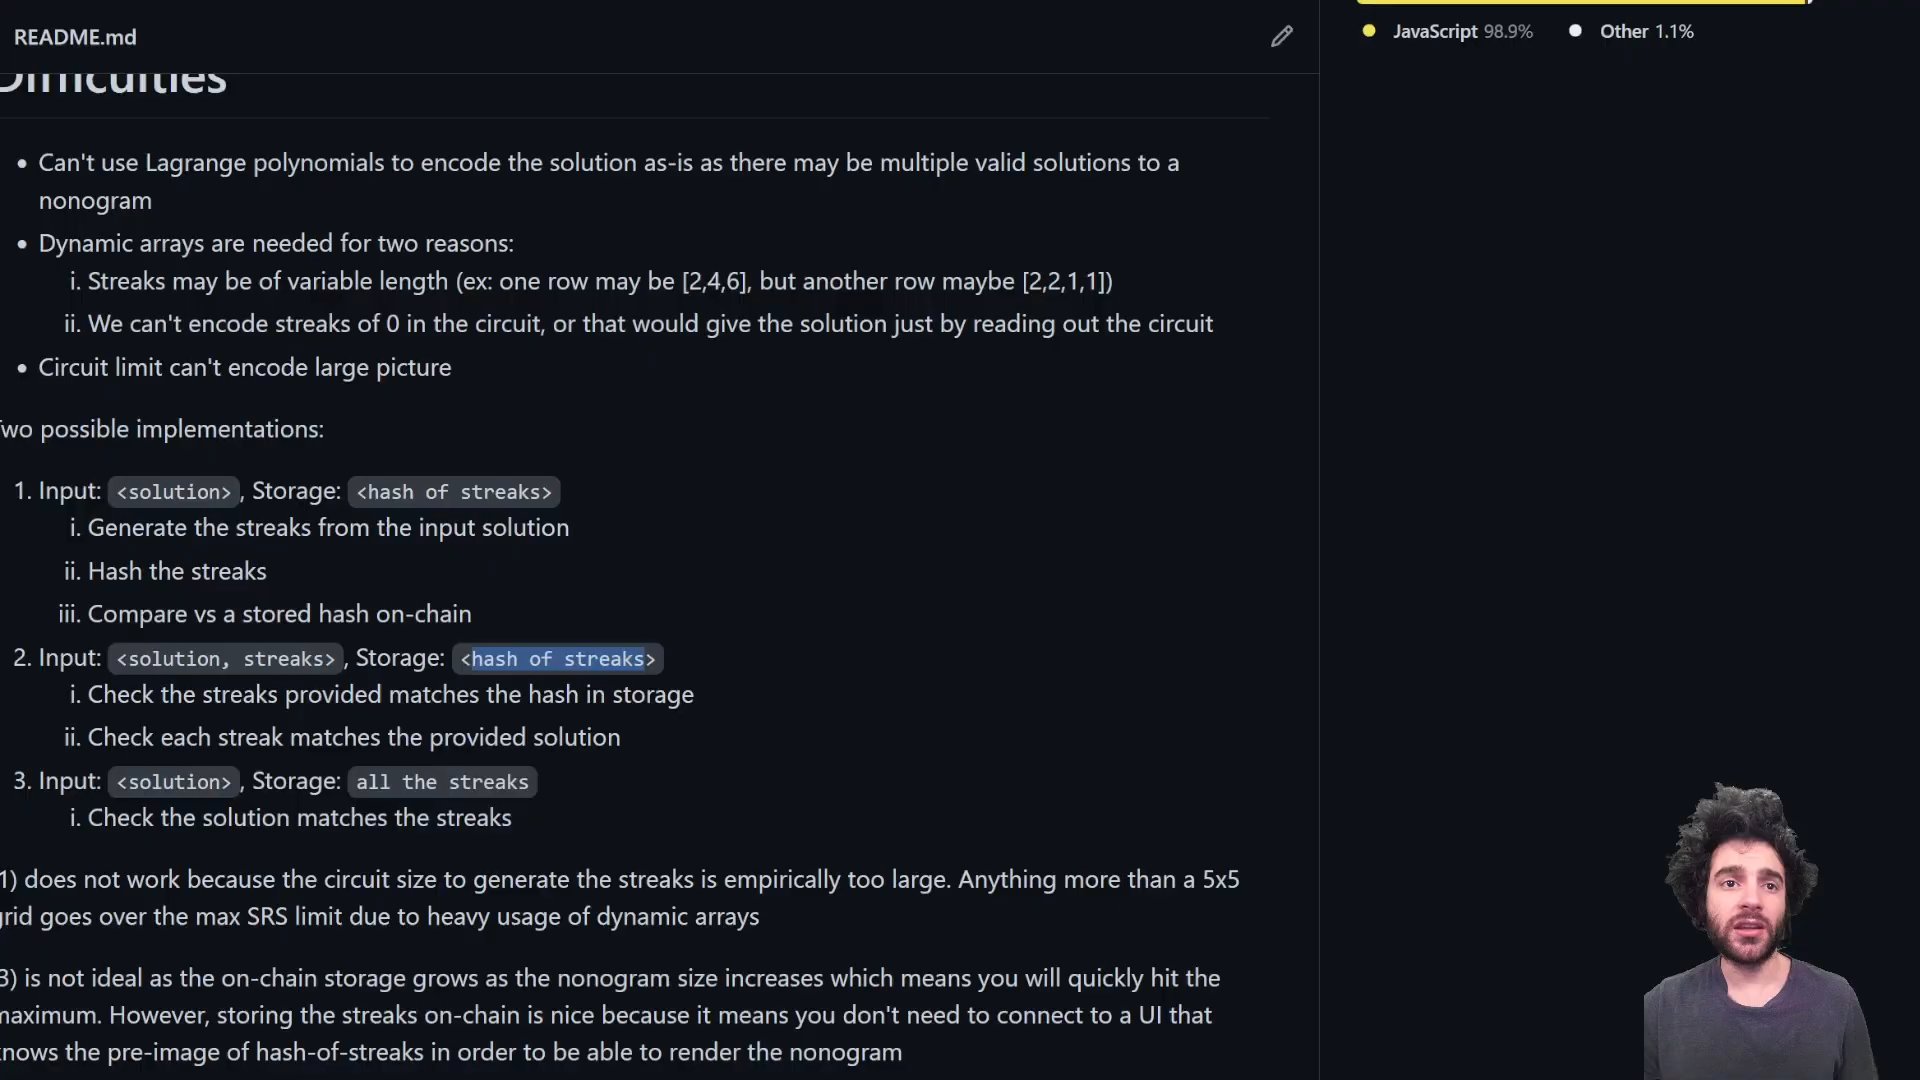 README.md
JavaScript 98.9%
Other 1.1%
Difficulties
• Can't use Lagrange polynomials to encode the solution as-is as there may be multiple valid solutions to a
nonogram
• Dynamic arrays are needed for two reasons:
i. Streaks may be of variable length (ex: one row may be [2,4,6], but another row maybe [2,2,1,1])
ii. We can't encode streaks of 0 in the circuit, or that would give the solution just by reading out the circuit
• Circuit limit can't encode large picture
Two possible implementations:
1. Input: <solution>, Storage: <hash of streaks>
i. Generate the streaks from the input solution
ii. Hash the streaks
iii. Compare vs a stored hash on-chain
2. Input: <solution, streaks>, Storage: <hash of streaks>
i. Check the streaks provided matches the hash in storage
ii. Check each streak matches the provided solution
3. Input: <solution>, Storage: all the streaks
i. Check the solution matches the streaks
1) does not work because the circuit size to generate the streaks is empirically too large. Anything more than a 5x5
grid goes over the max SRS limit due to heavy usage of dynamic arrays
3) is not ideal as the on-chain storage grows as the nonogram size increases which means you will quickly hit the
maximum. However, storing the streaks on-chain is nice because it means you don't need to connect to a UI that
knows the pre-image of hash-of-streaks in order to be able to render the nonogram